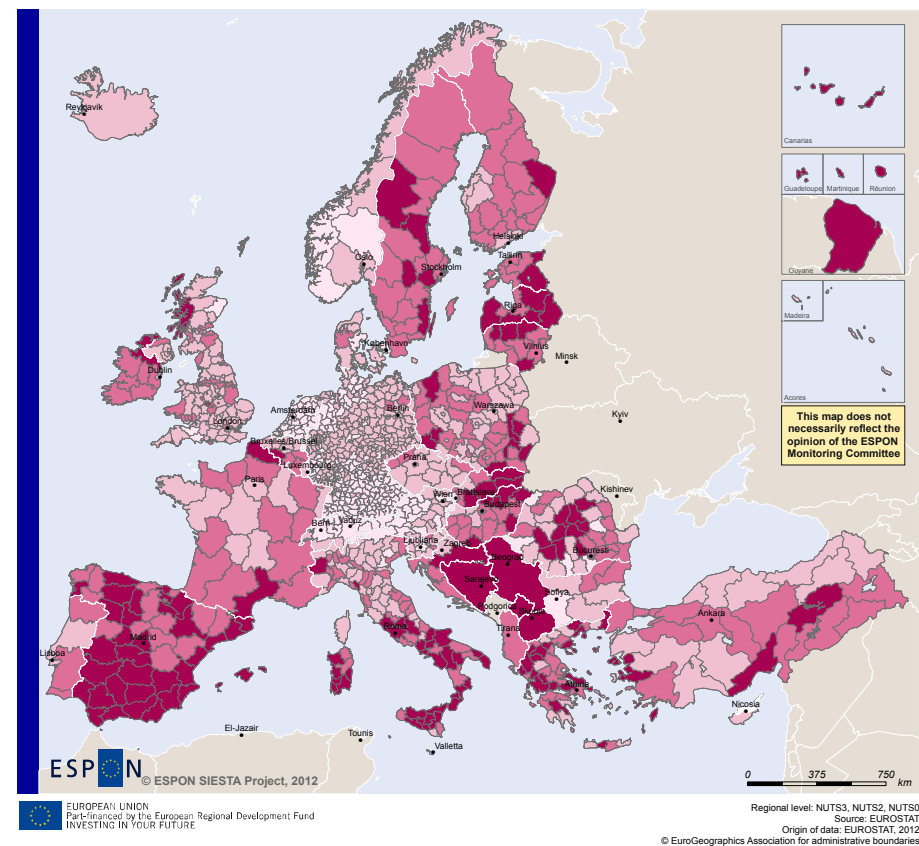 Reykjavik
Canarias
Guadeloupe
Martinique
Réunion
Guyane
Madeira
Acores
Helsinki
Oslo
Tallinn
Stockholm
Riga
København
Vilnius
Minsk
Dublin
Amsterdam
Berlin
Warszawa
London
Kyiv
Bruxelles/Brussel
Luxembourg
Praha
Paris
Wien
Bratislava
Kishinev
Budapest
Bern
Vaduz
Ljubljana
Zagreb
Bucuresti
Beograd
Sarajevo
Sofiya
Podgorica
Skopje
Ankara
Roma
Tirana
Madrid
Lisboa
Athina
Nicosia
El-Jazair
Tounis
Valletta
This map does not
necessarily reflect the
opinion of the ESPON
Monitoring Committee
ESPON
© ESPON SIESTA Project, 2012
0 375 750
km
EUROPEAN UNION
Part-financed by the European Regional Development Fund
INVESTING IN YOUR FUTURE
Regional level: NUTS3, NUTS2, NUTS0
Source: EUROSTAT
Origin of data: EUROSTAT, 2012
© EuroGeographics Association for administrative boundaries